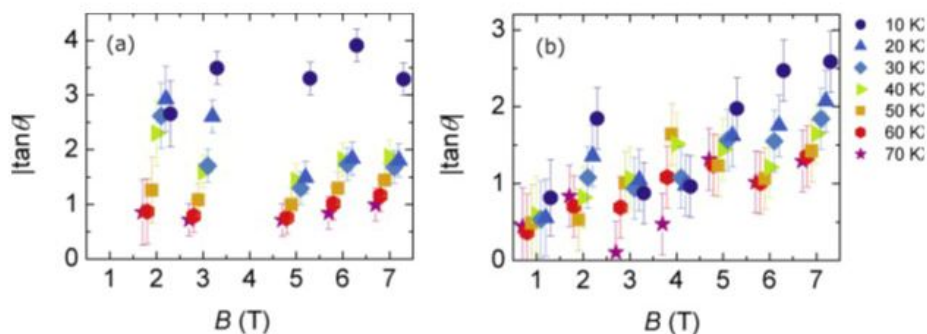 (a)
4
3
2
1
0
|tanθ|
1 2 3 4 5 6 7
B (T)
(b)
3
2
1
0
|tanθ|
1 2 3 4 5 6 7
B (T)
10 K
20 K
30 K
40 K
50 K
60 K
70 K